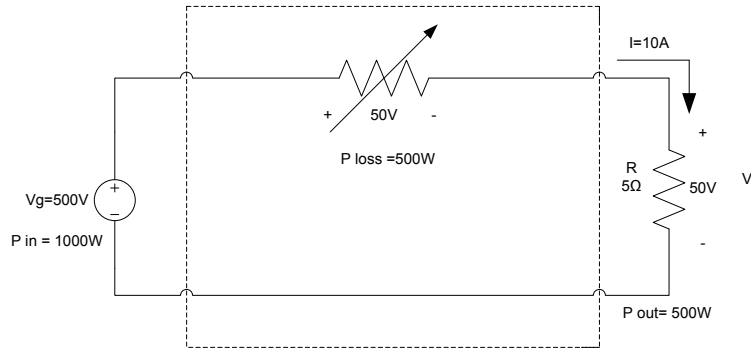 I=10A
+ 50V -
P loss =500W
+
R
5Ω
50V
V
-
+
Vg=500V
−
P in = 1000W
P out= 500W